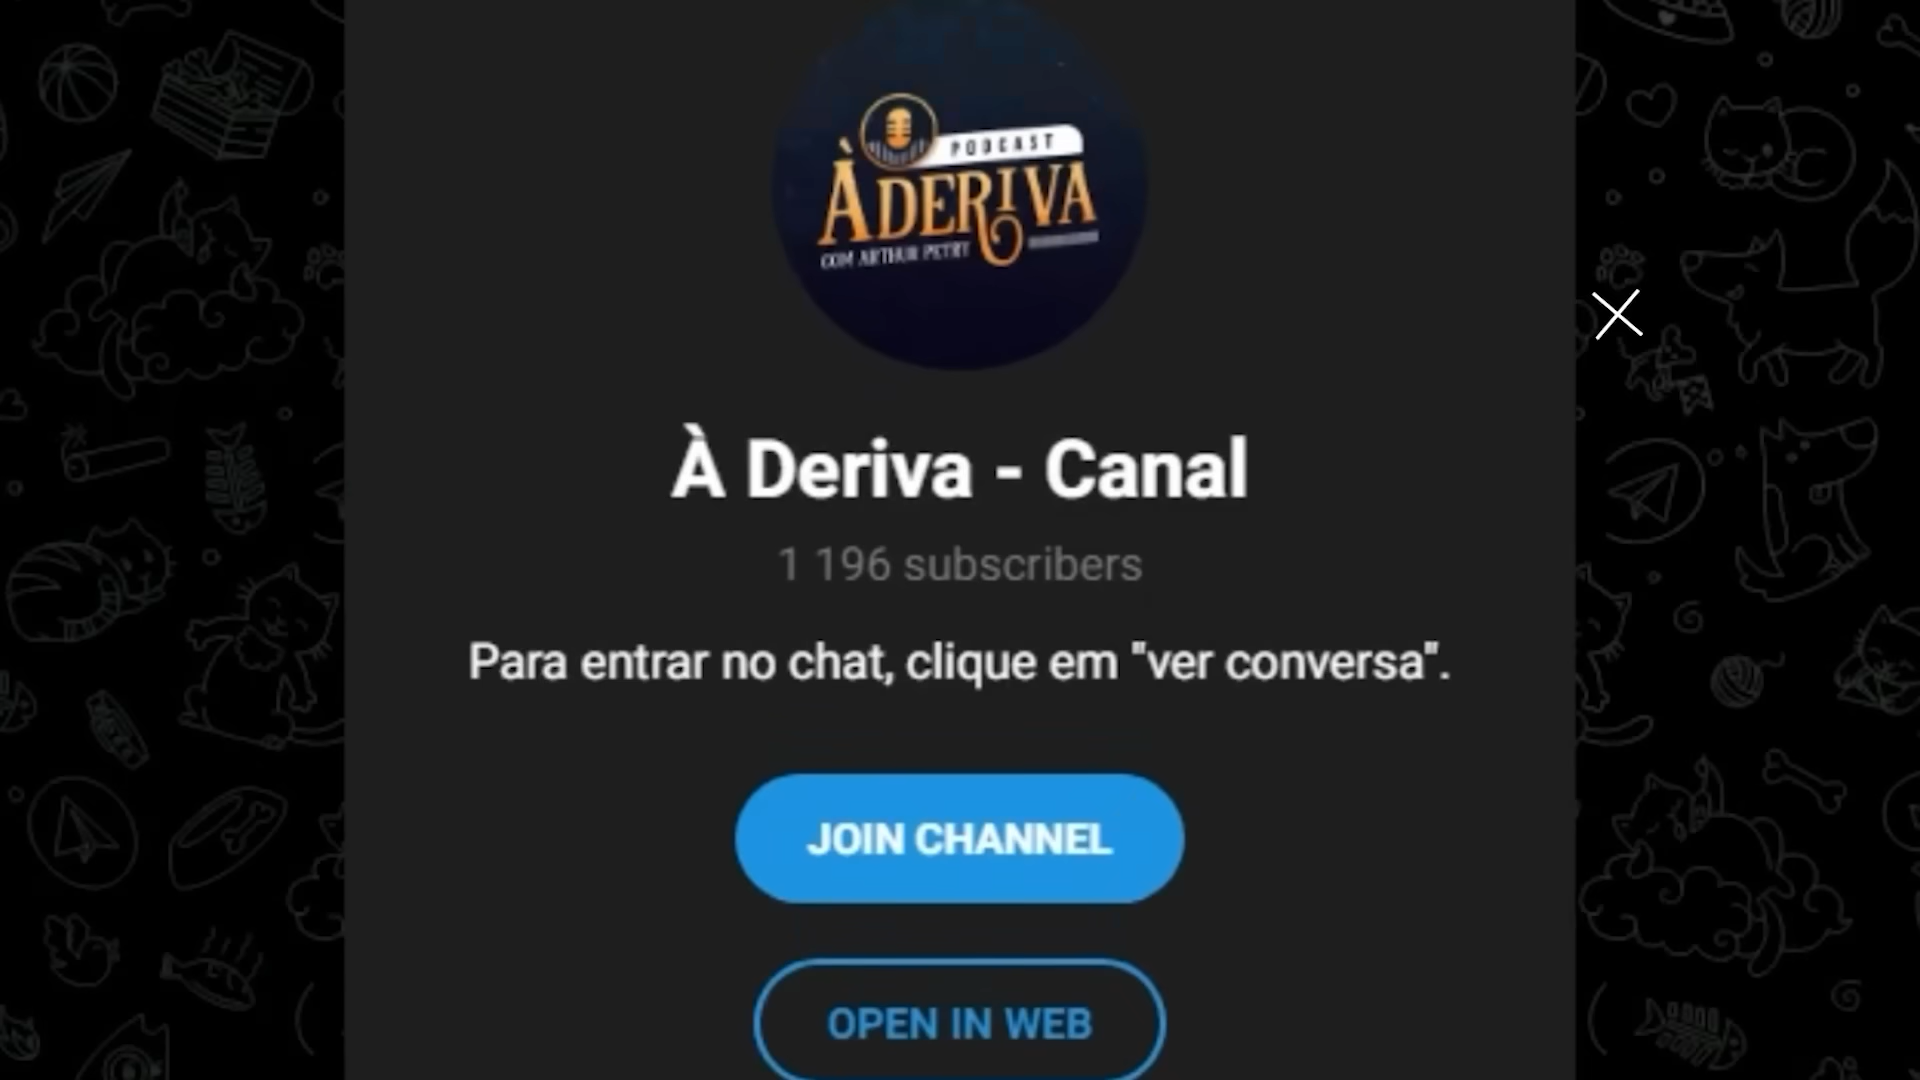 PODCAST
À DERIVA
COM ARTHUR PETRY
À Deriva - Canal
1 196 subscribers
Para entrar no chat, clique em "ver conversa".
JOIN CHANNEL
OPEN IN WEB